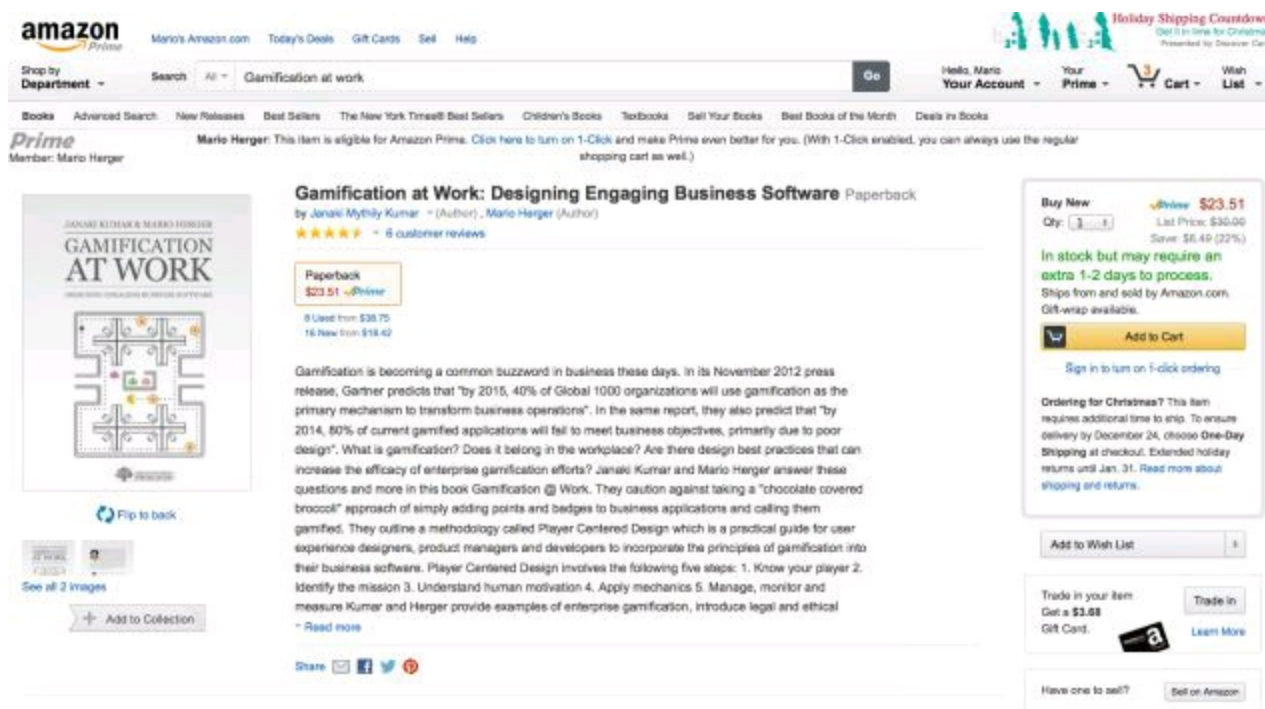 amazon
Prime
Mario's Amazon.com Today's Deals Gift Cards Sell Help
Holiday Shipping Countdow
Get it in time for Christma
Presented by Discover Car
Shop by
Department
Search All Gamification at work Go
Hello, Mario
Your Account
Your
Prime
3
Cart
Wish
List
Books Advanced Search New Releases Best Sellers The New York Times® Best Sellers Children's Books Textbooks Sell Your Books Best Books of the Month Deals in Books
Prime
Member: Mario Herger
Mario Herger: This item is eligible for Amazon Prime. Click here to turn on 1-Click and make Prime even better for you. (With 1-Click enabled, you can always use the regular
shopping cart as well.)
JANAKI KUMAR & MARIO HERGER
GAMIFICATION
AT WORK
DESIGNING ENGAGING BUSINESS SOFTWARE
Flip to back
See all 2 images
Add to Collection
Gamification at Work: Designing Engaging Business Software Paperback
by Janaki Mythily Kumar (Author), Mario Herger (Author)
6 customer reviews
Paperback
$23.51 Prime
8 Used from $38.75
16 New from $18.42
Gamification is becoming a common buzzword in business these days. In its November 2012 press
release, Gartner predicts that "by 2015, 40% of Global 1000 organizations will use gamification as the
primary mechanism to transform business operations". In the same report, they also predict that "by
2014, 80% of current gamified applications will fail to meet business objectives, primarily due to poor
design". What is gamification? Does it belong in the workplace? Are there design best practices that can
increase the efficacy of enterprise gamification efforts? Janaki Kumar and Mario Herger answer these
questions and more in this book Gamification @ Work. They caution against taking a "chocolate covered
broccoli" approach of simply adding points and badges to business applications and calling them
gamified. They outline a methodology called Player Centered Design which is a practical guide for user
experience designers, product managers and developers to incorporate the principles of gamification into
their business software. Player Centered Design involves the following five steps: 1. Know your player 2.
Identify the mission 3. Understand human motivation 4. Apply mechanics 5. Manage, monitor and
measure Kumar and Herger provide examples of enterprise gamification, introduce legal and ethical
Read more
Share
Buy New Prime $23.51
Qty: 1 List Price: $30.00
Save: $6.49 (22%)
In stock but may require an
extra 1-2 days to process.
Ships from and sold by Amazon.com.
Gift-wrap available.
Add to Cart
Sign in to turn on 1-click ordering
Ordering for Christmas? This item
requires additional time to ship. To ensure
delivery by December 24, choose One-Day
Shipping at checkout. Extended holiday
returns until Jan. 31. Read more about
shipping and returns.
Add to Wish List
Trade in your item
Get a $3.68
Gift Card.
a
Trade in
Learn More
Have one to sell? Sell on Amazon